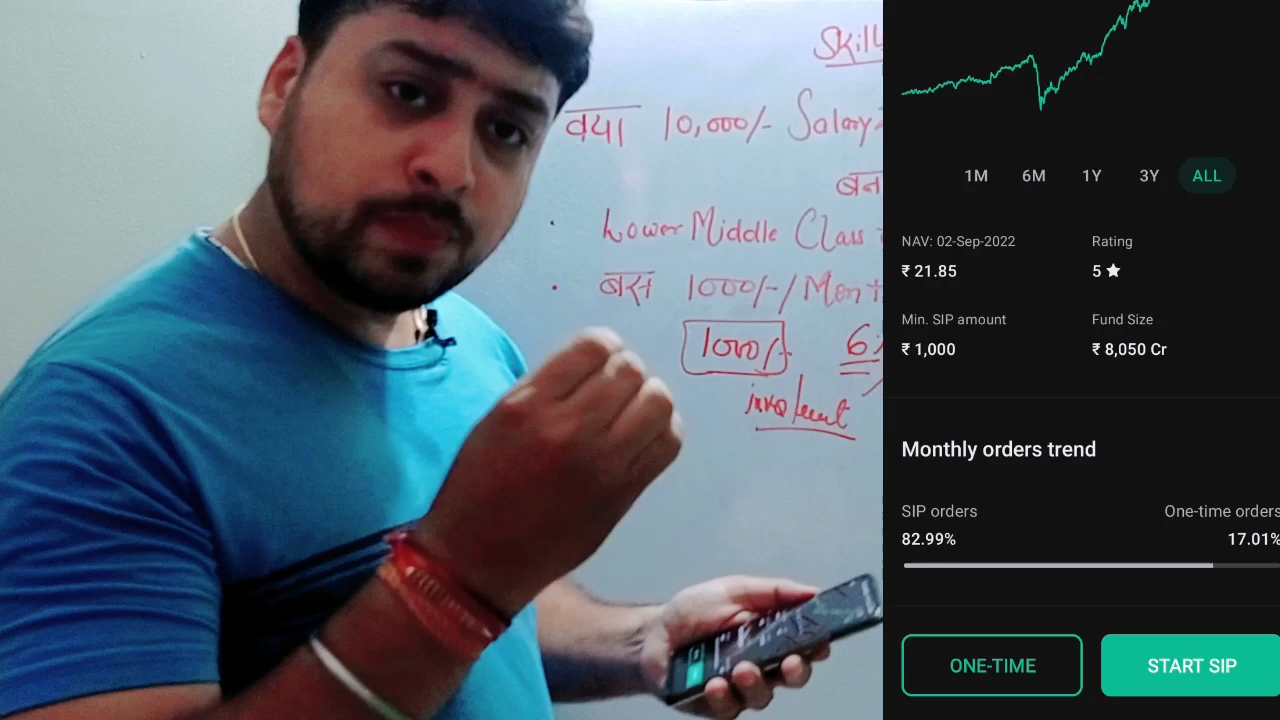 Skill
क्या 10,000/- Salary
बन
· Lower Middle Class
· बस 1000/-/Month
1000/- 6
1M 6M 1Y 3Y ALL
NAV: 02-Sep-2022 Rating
₹ 21.85 5 ★
Min. SIP amount Fund Size
₹ 1,000 ₹ 8,050 Cr
Monthly orders trend
SIP orders One-time orders
82.99% 17.01%
ONE-TIME START SIP